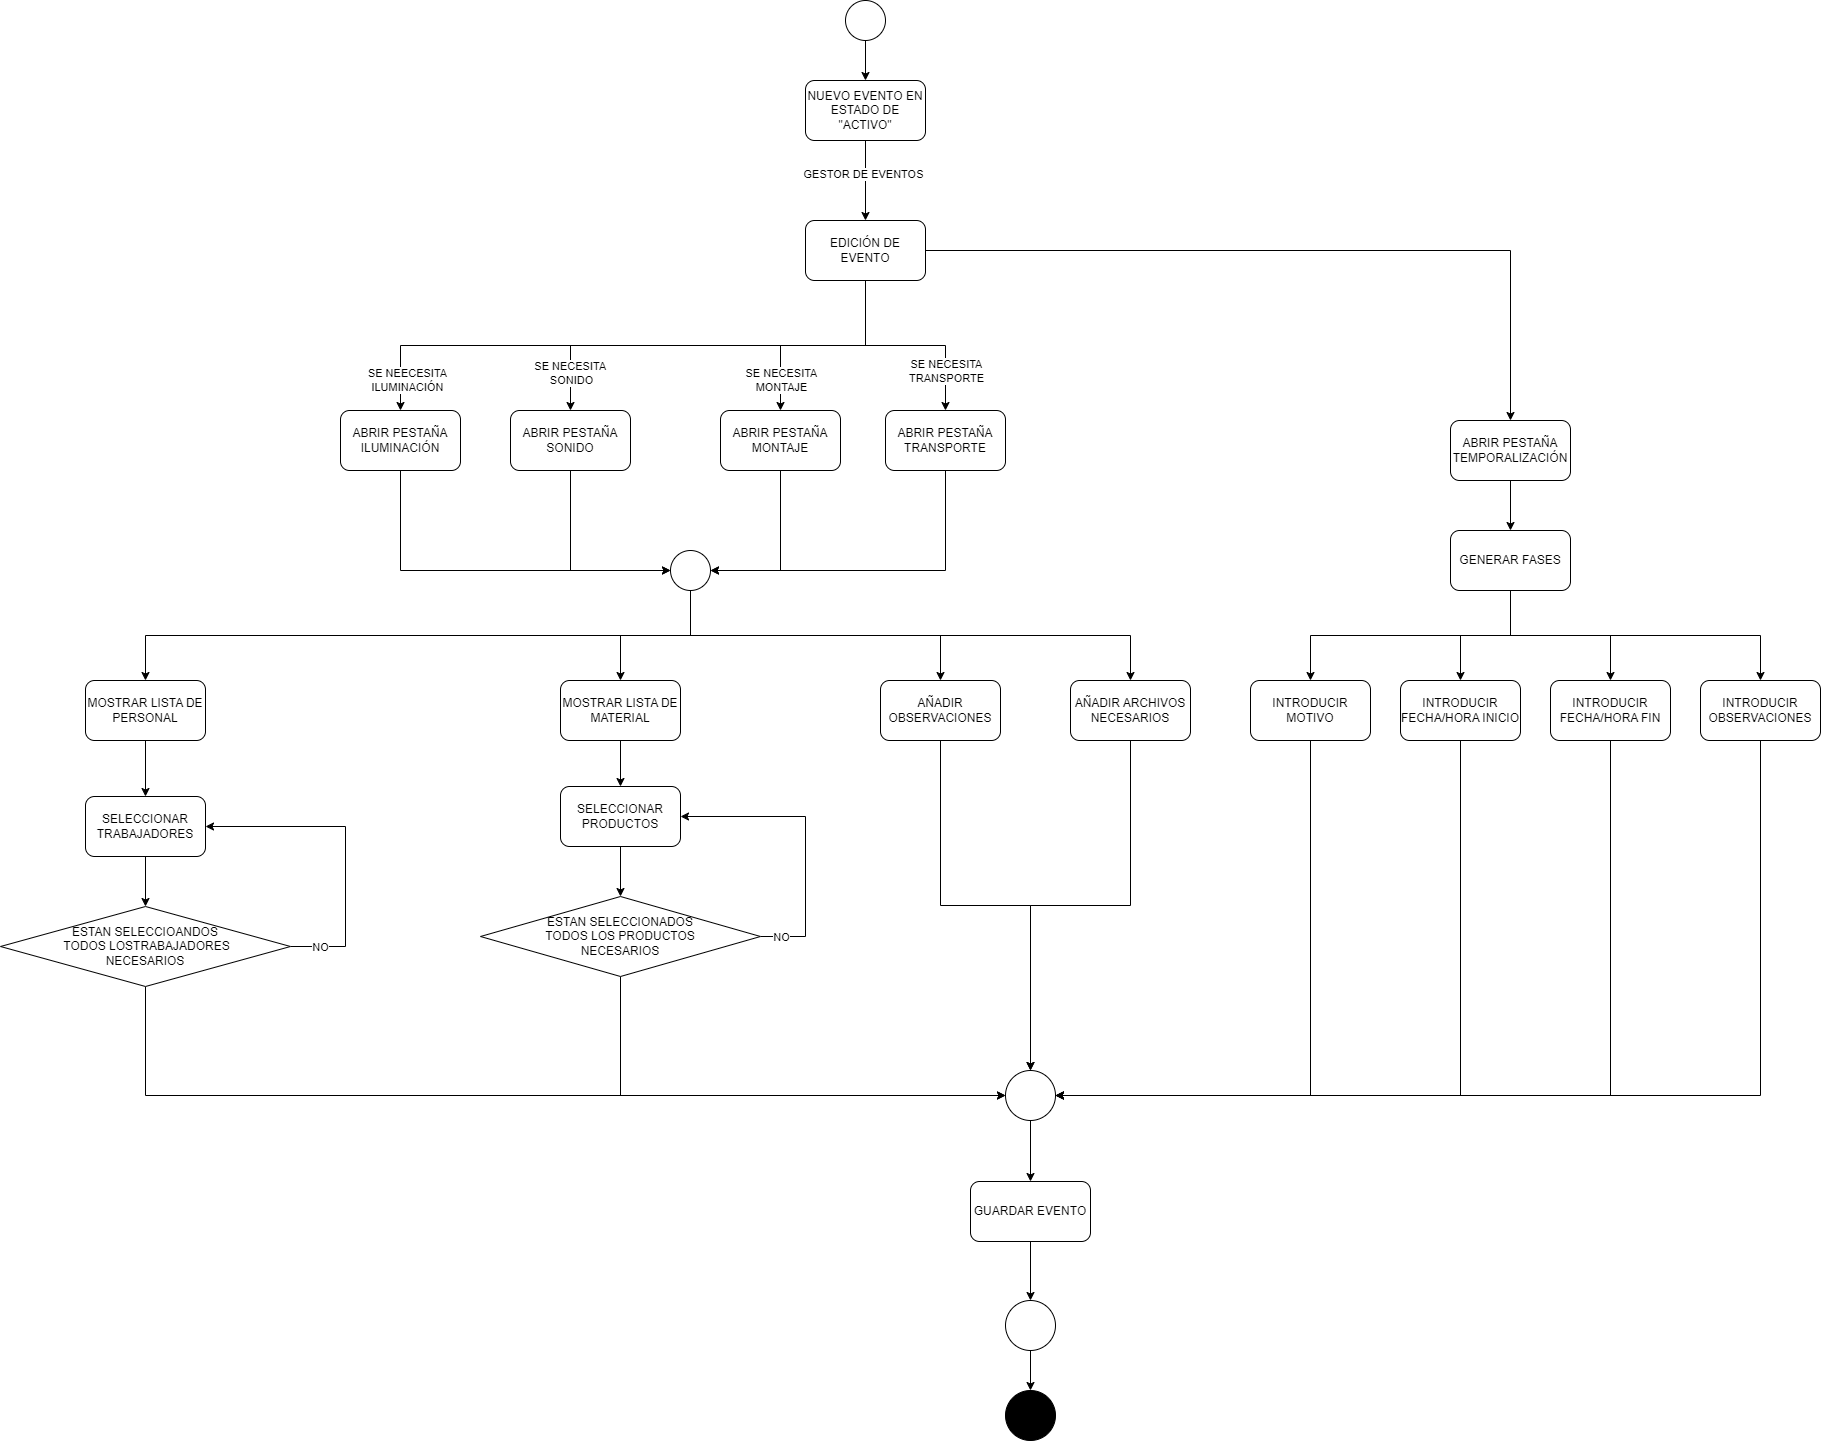 NUEVO EVENTO EN
ESTADO DE
"ACTIVO"
GESTOR DE EVENTOS
EDICIÓN DE
EVENTO
SE NEECESITA
ILUMINACIÓN
SE NECESITA
SONIDO
SE NECESITA
MONTAJE
SE NECESITA
TRANSPORTE
ABRIR PESTAÑA
ILUMINACIÓN
ABRIR PESTAÑA
SONIDO
ABRIR PESTAÑA
MONTAJE
ABRIR PESTAÑA
TRANSPORTE
ABRIR PESTAÑA
TEMPORALIZACIÓN
GENERAR FASES
MOSTRAR LISTA DE
PERSONAL
MOSTRAR LISTA DE
MATERIAL
AÑADIR
OBSERVACIONES
AÑADIR ARCHIVOS
NECESARIOS
INTRODUCIR
MOTIVO
INTRODUCIR
FECHA/HORA INICIO
INTRODUCIR
FECHA/HORA FIN
INTRODUCIR
OBSERVACIONES
SELECCIONAR
TRABAJADORES
SELECCIONAR
PRODUCTOS
ESTAN SELECCIOANDOS
TODOS LOSTRABAJADORES
NECESARIOS
NO
ESTAN SELECCIONADOS
TODOS LOS PRODUCTOS
NECESARIOS
NO
GUARDAR EVENTO